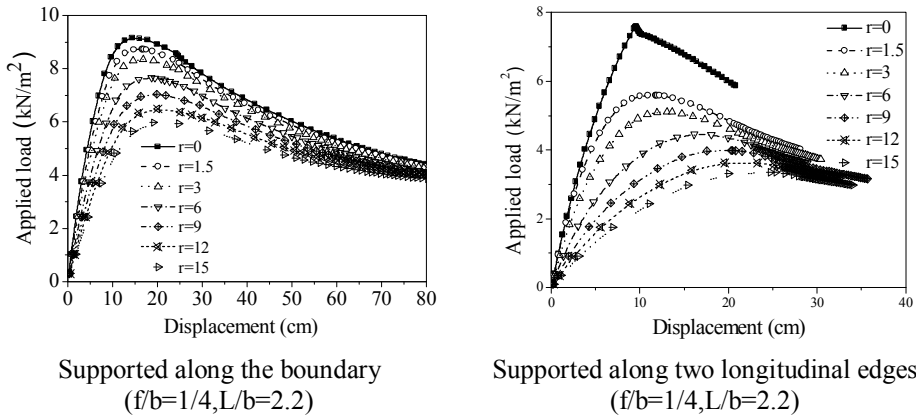 Applied load (kN/m²)
10
8
6
4
2
0
r=0
r=1.5
r=3
r=6
r=9
r=12
r=15
0 10 20 30 40 50 60 70 80
Displacement (cm)
Supported along the boundary
(f/b=1/4,L/b=2.2)
Applied load (kN/m²)
8
6
4
2
0
r=0
r=1.5
r=3
r=6
r=9
r=12
r=15
0 10 20 30 40
Displacement (cm)
Supported along two longitudinal edges
(f/b=1/4,L/b=2.2)